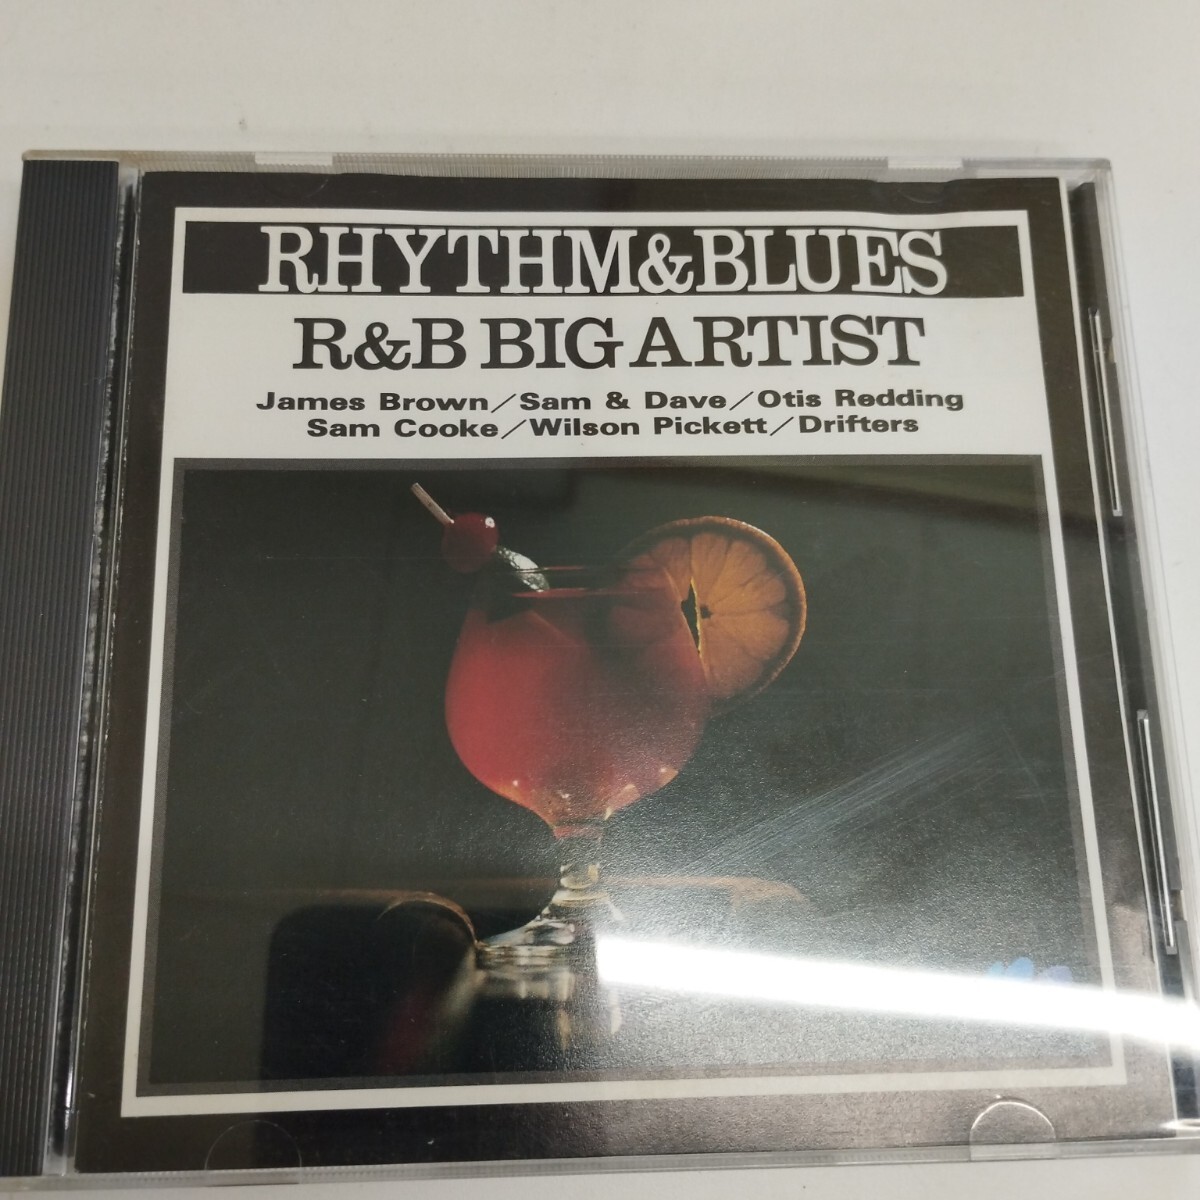 RHYTHM&BLUES
R&B BIG ARTIST
James Brown/Sam & Dave/Otis Redding
Sam Cooke/Wilson Pickett/Drifters